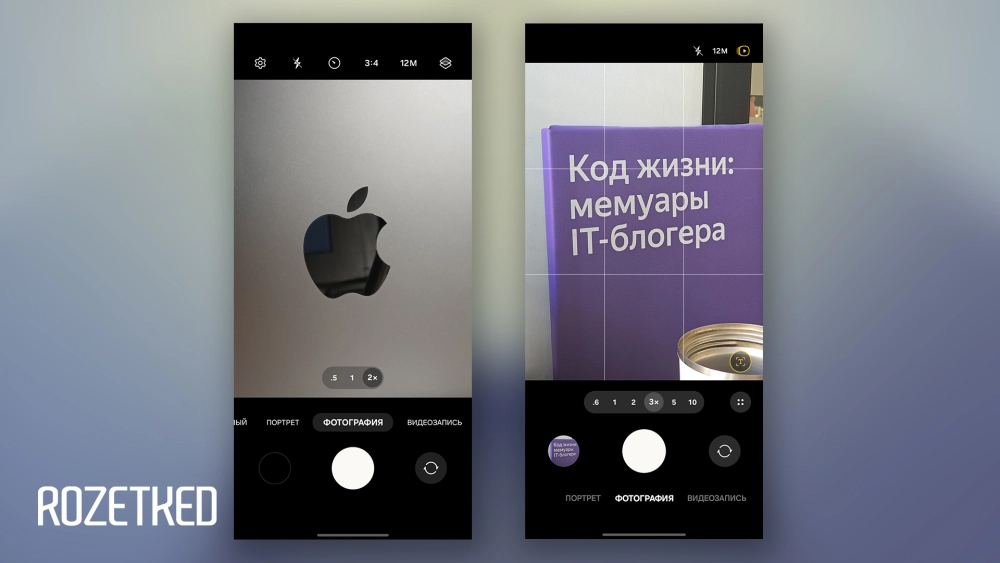 3:4
12M
.5 1 2×
ЫЙ ПОРТРЕТ ФОТОГРАФИЯ ВИДЕОЗАПИСЬ
12M
Код жизни:
мемуары
IT-блогера
T
.6 1 2 3× 5 10
Код жизни:
мемуары
IT-блогера
ПОРТРЕТ ФОТОГРАФИЯ ВИДЕОЗАПИСЬ
ROZETKED